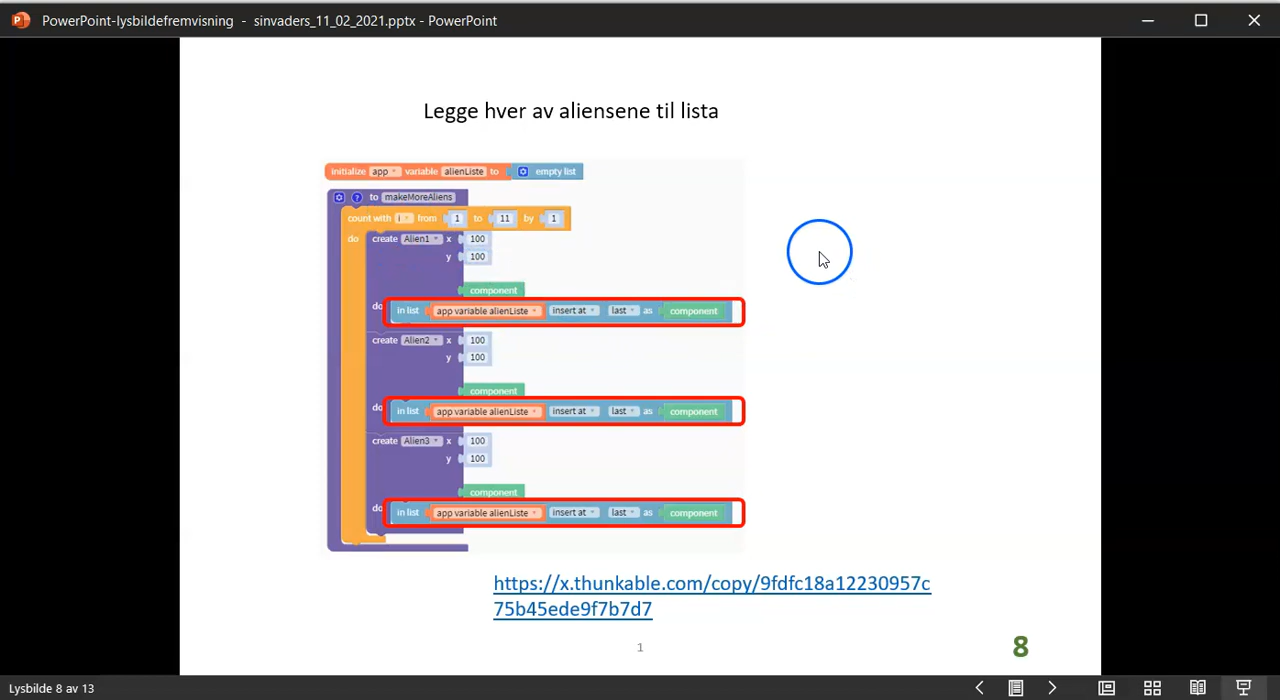 PowerPoint-lysbildefremvisning - sinvaders_11_02_2021.pptx - PowerPoint
Legge hver av aliensene til lista
initialize app variable alienListe to empty list
to makeMoreAliens
count with i from 1 to 11 by 1
do create Alien1 x 100
y 100
component
do in list app variable alienListe insert at last as component
create Alien2 x 100
y 100
component
do in list app variable alienListe insert at last as component
create Alien3 x 100
y 100
component
do in list app variable alienListe insert at last as component
https://x.thunkable.com/copy/9fdfc18a12230957c
75b45ede9f7b7d7
1
8
Lysbilde 8 av 13